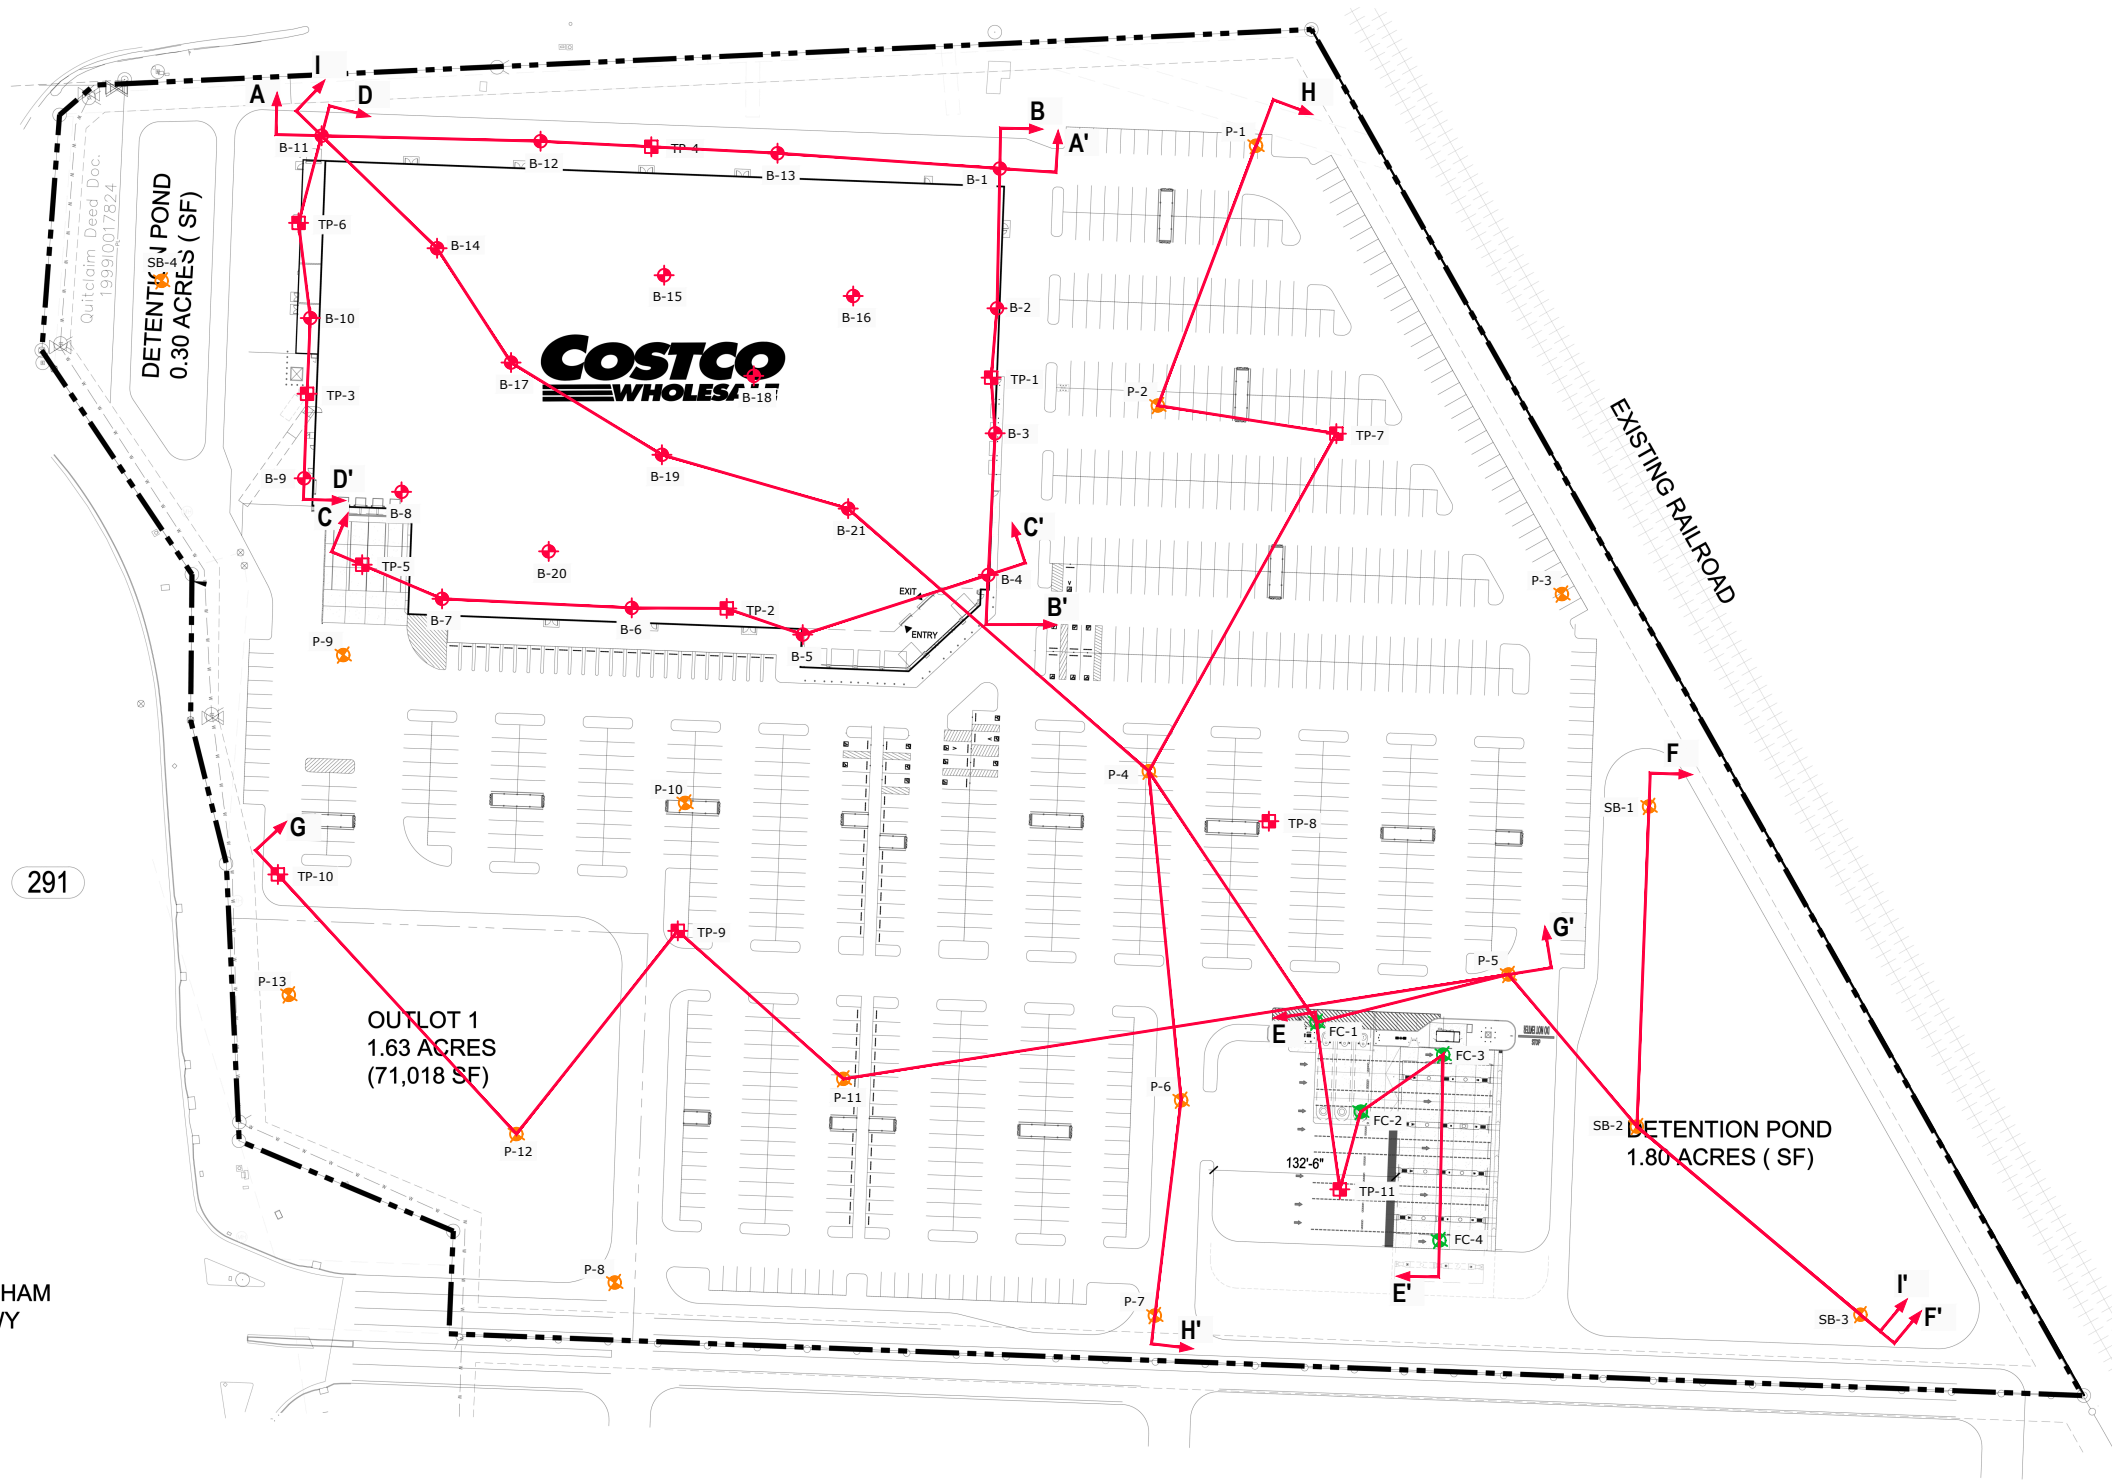 I
A
D
B
A'
H
P-1
B-11
B-12
TP-4
B-13
B-1
Quitclaim Deed Doc.
1999I0017824
DETENTION POND
0.30 ACRES ( SF)
SB-4
TP-6
B-14
B-15
B-16
B-10
B-2
COSTCO
WHOLESALE
B-17
B-18
TP-1
P-2
TP-3
B-3
TP-7
EXISTING RAILROAD
B-19
B-9
D'
B-8
C
B-21
C'
TP-5
B-20
B-4
P-3
EXIT
B-7
B-6
TP-2
B'
ENTRY
P-9
B-5
P-4
F
P-10
SB-1
G
TP-8
291
TP-10
TP-9
G'
P-5
P-13
OUTLOT 1
1.63 ACRES
(71,018 SF)
E
FC-1
FC-3
P-11
P-6
FC-2
P-12
SB-2
DETENTION POND
1.80 ACRES ( SF)
132'-6"
TP-11
FC-4
P-8
E'
I'
HAM
WY
P-7
H'
SB-3
F'